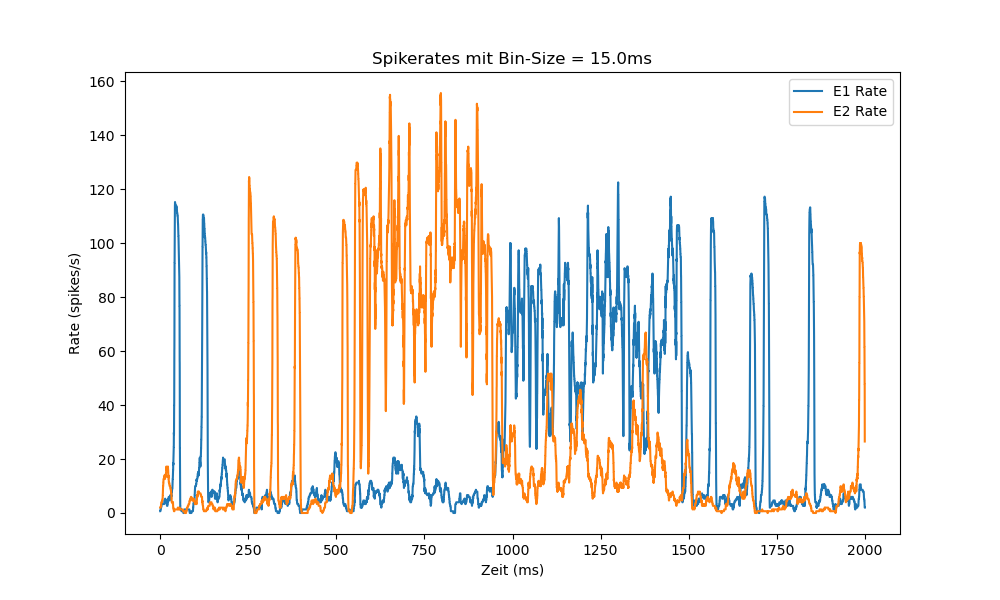 Spikerates mit Bin-Size = 15.0ms
E1 Rate
E2 Rate
Rate (spikes/s)
160
140
120
100
80
60
40
20
0
0 250 500 750 1000 1250 1500 1750 2000
Zeit (ms)